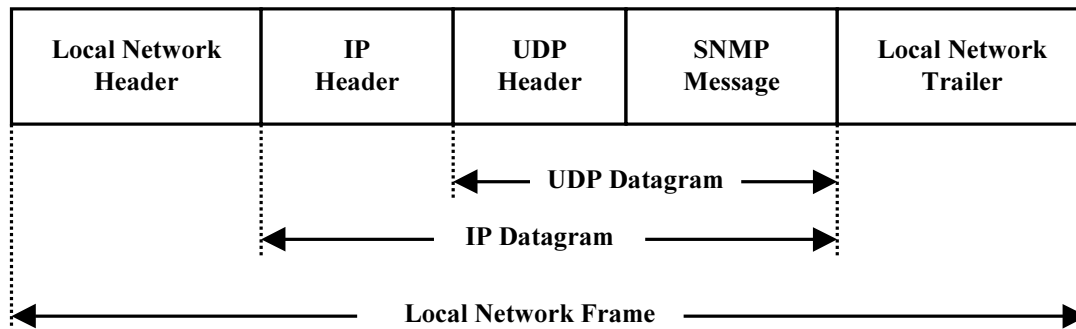 Local Network
Header
IP
Header
UDP
Header
SNMP
Message
Local Network
Trailer
UDP Datagram
IP Datagram
Local Network Frame